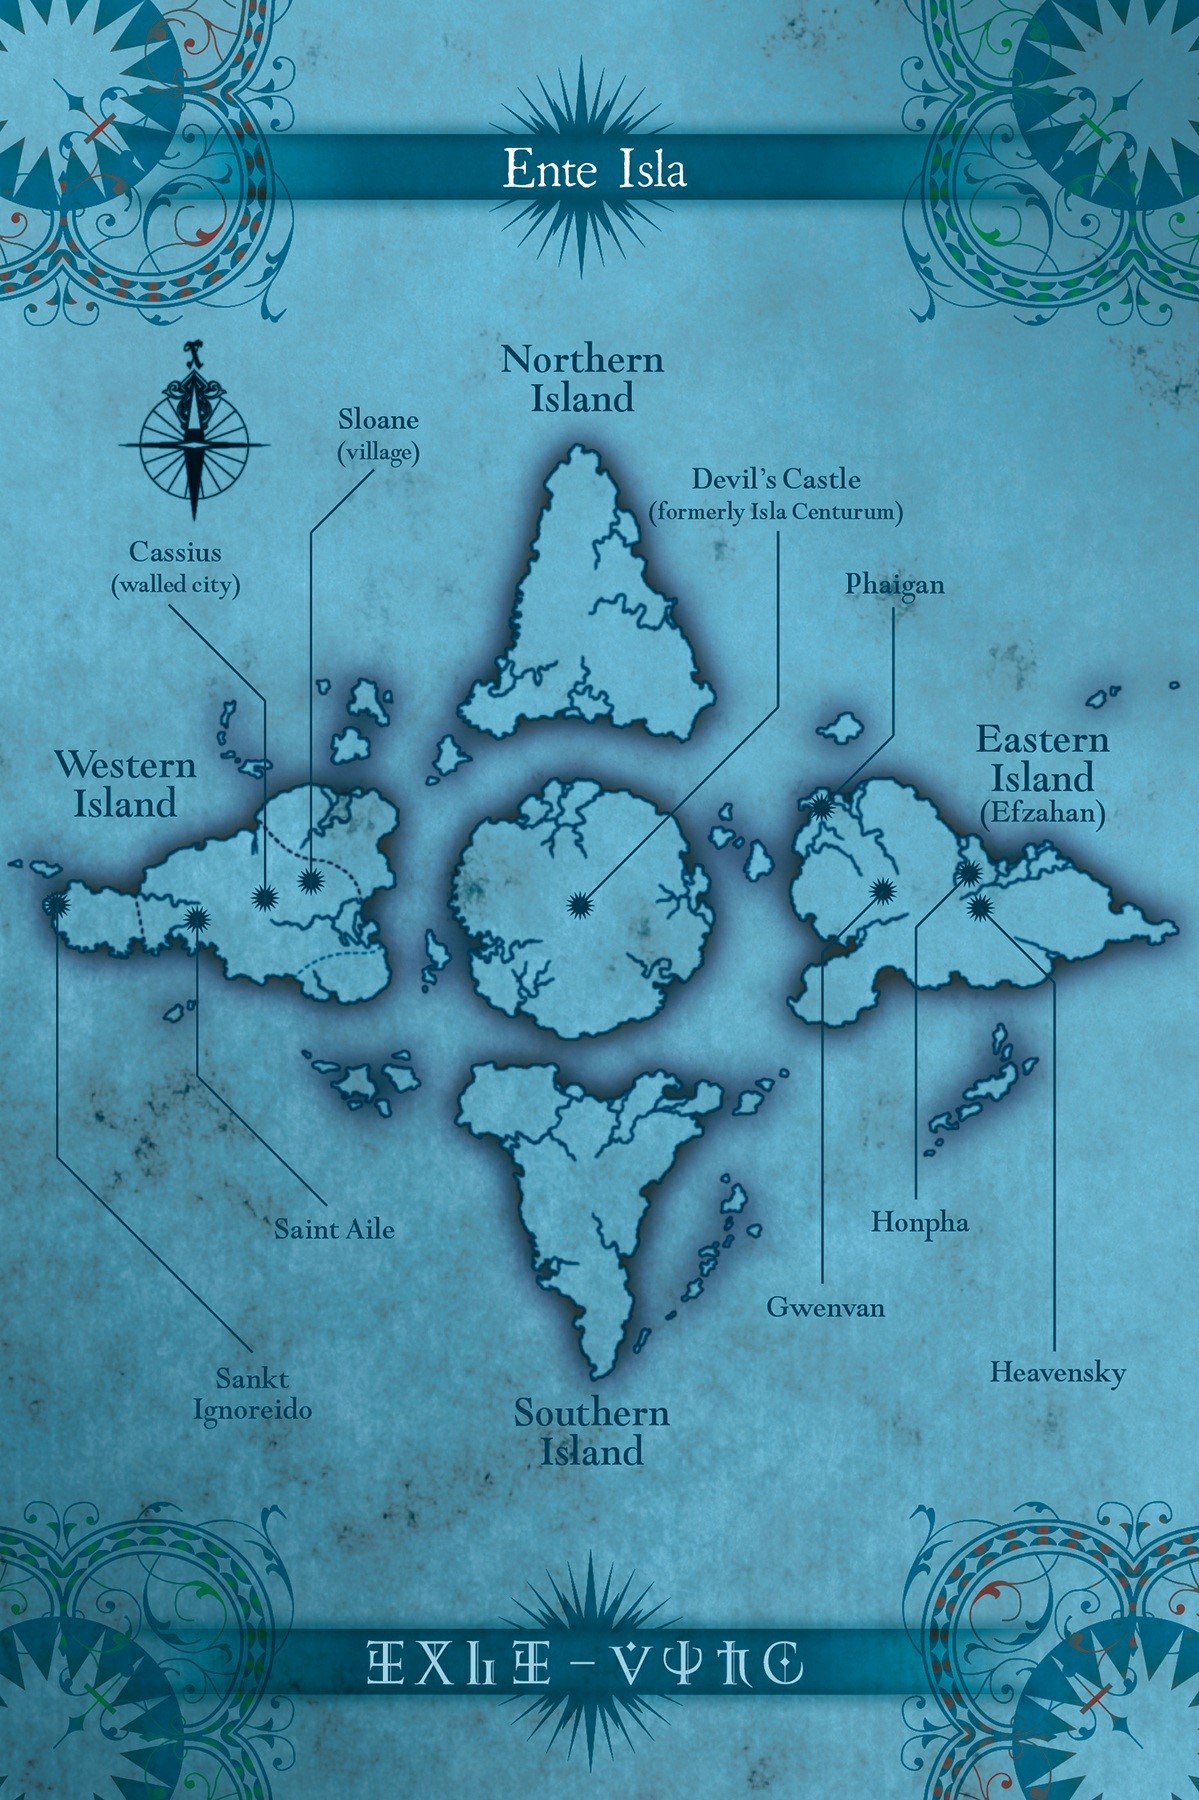 Ente Isla
Northern
Island
Sloane
(village)
Devil's Castle
(formerly Isla Centurum)
Cassius
(walled city)
Phaigan
Western
Island
Eastern
Island
(Efzahan)
Saint Aile
Honpha
Gwenvan
Sankt
Ignoreido
Heavensky
Southern
Island